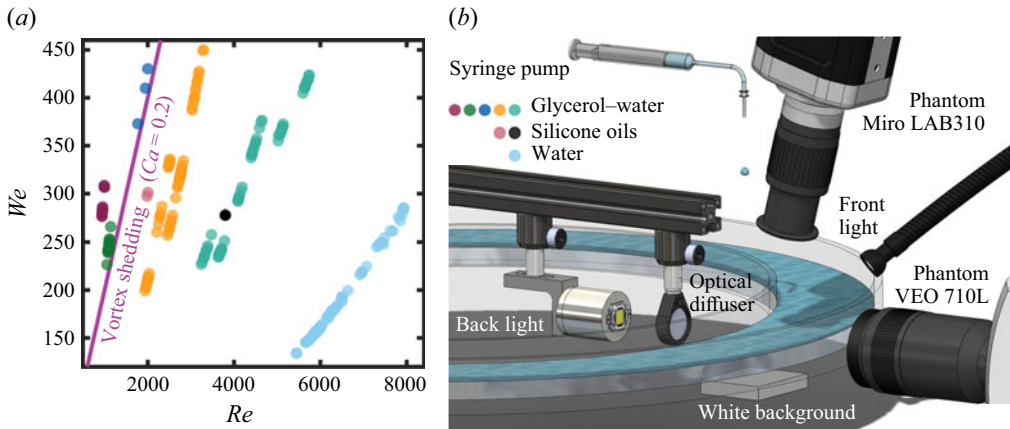 (a)
450
400
350
300
250
200
150
We
2000
4000
6000
8000
Re
Vortex shedding (Ca = 0.2)
(b)
Syringe pump
Glycerol–water
Silicone oils
Water
Phantom
Miro LAB310
Front
light
Phantom
VEO 710L
Optical
diffuser
Back light
White background